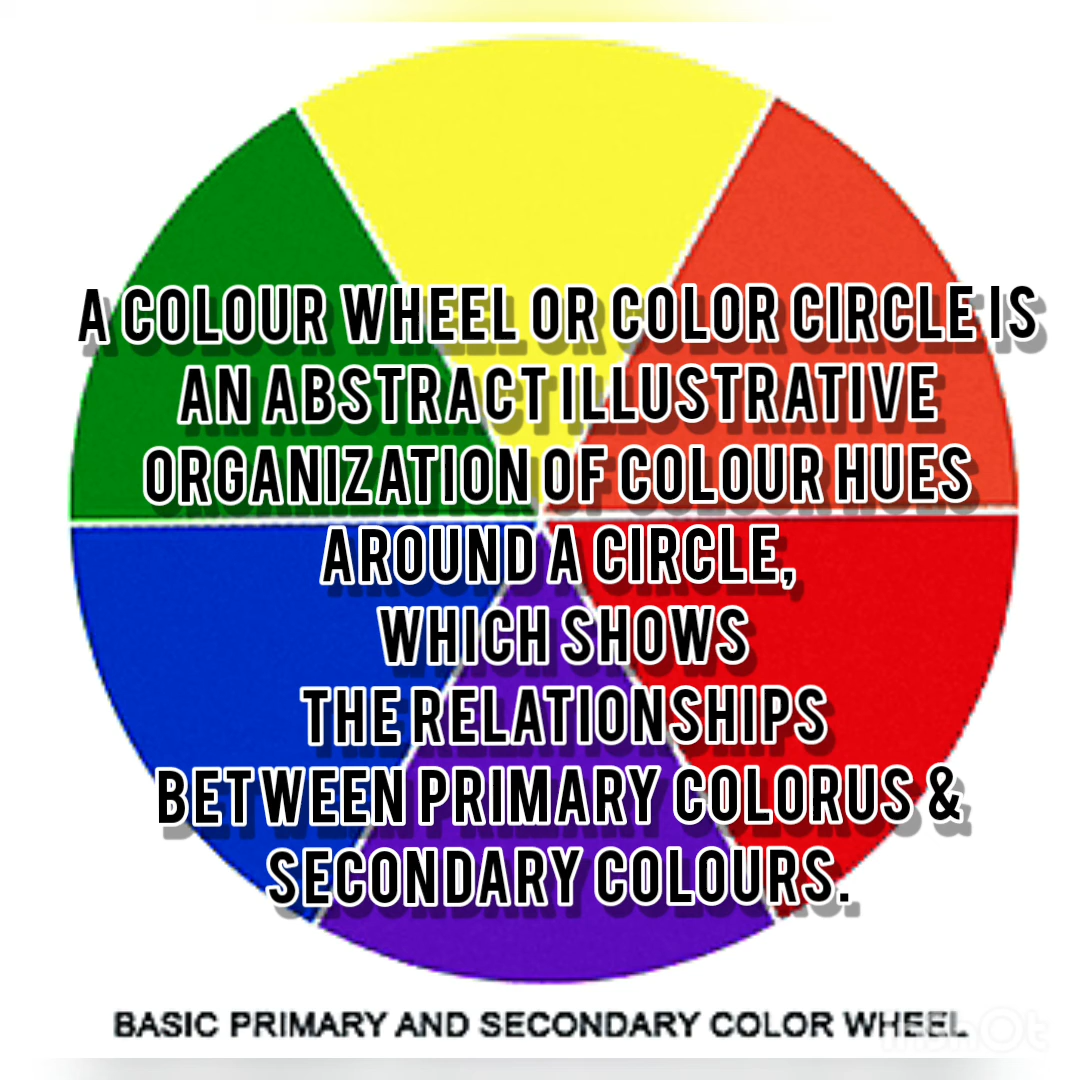 A COLOUR WHEEL OR COLOR CIRCLE IS
AN ABSTRACT ILLUSTRATIVE
ORGANIZATION OF COLOUR HUES
AROUND A CIRCLE,
WHICH SHOWS
THE RELATIONSHIPS
BETWEEN PRIMARY COLORUS &
SECONDARY COLOURS.
BASIC PRIMARY AND SECONDARY COLOR WHEEL